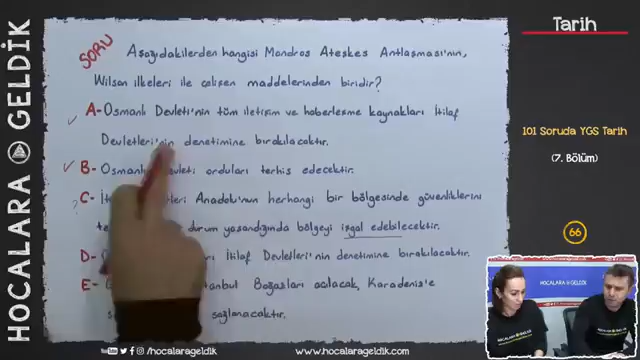 HOCALARA GELDİK
SORU
Aşağıdakilerden hangisi Mondros Ateşkes Antlaşması'nın,
Wilson ilkeleri ile çelişen maddelerinden biridir?
A- Osmanlı Devleti'nin tüm iletişim ve haberleşme kaynakları İtilaf
Devletleri'nin denetimine bırakılacaktır.
B- Osmanlı orduları terhis edecektir.
C- Anadolu'nun herhangi bir bölgesinde güvenliklerini
durum yaşandığında bölgeyi işgal edebilecektir.
D- İtilaf Devletleri'nin denetimine bırakılacaktır.
E- İstanbul Boğazları açılacak, Karadeniz'e
sağlanacaktır.
/hocalarageldik
www.hocalarageldik.com
Tarih
101 Soruda YGS Tarih
(7. Bölüm)
66
HOCALARA GELDİK